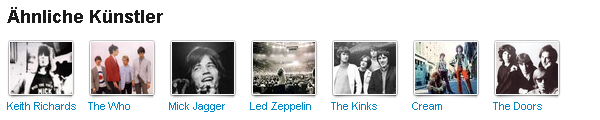 Ähnliche Künstler
Keith Richards The Who Mick Jagger Led Zeppelin The Kinks Cream The Doors